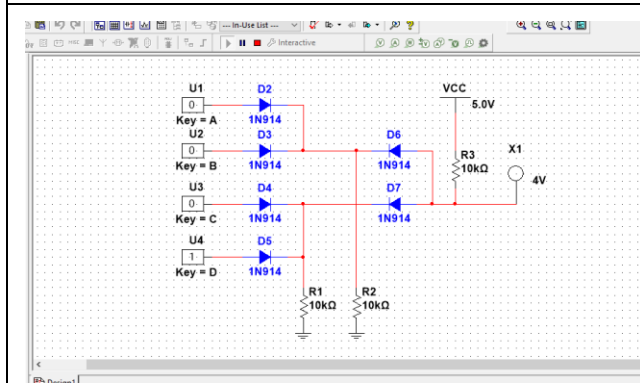 --- In-Use List ---
Interactive
U1
0
Key = A
D2
1N914
VCC
5.0V
U2
0
Key = B
D3
1N914
D6
1N914
R3
10kΩ
X1
4V
U3
0
Key = C
D4
1N914
D7
1N914
U4
1
Key = D
D5
1N914
R1
10kΩ
R2
10kΩ
Design1